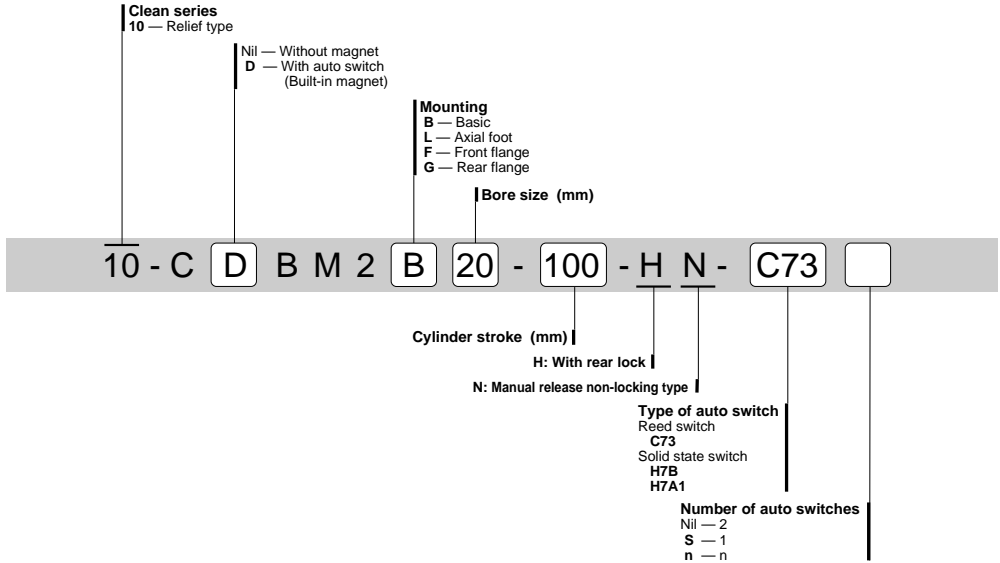 Clean series
10 — Relief type
Nil — Without magnet
D — With auto switch
(Built-in magnet)
Mounting
B — Basic
L — Axial foot
F — Front flange
G — Rear flange
Bore size (mm)
10 - C D B M 2 B 20 - 100 - H N - C73
Cylinder stroke (mm)
H: With rear lock
N: Manual release non-locking type
Type of auto switch
Reed switch
C73
Solid state switch
H7B
H7A1
Number of auto switches
Nil — 2
S — 1
n — n